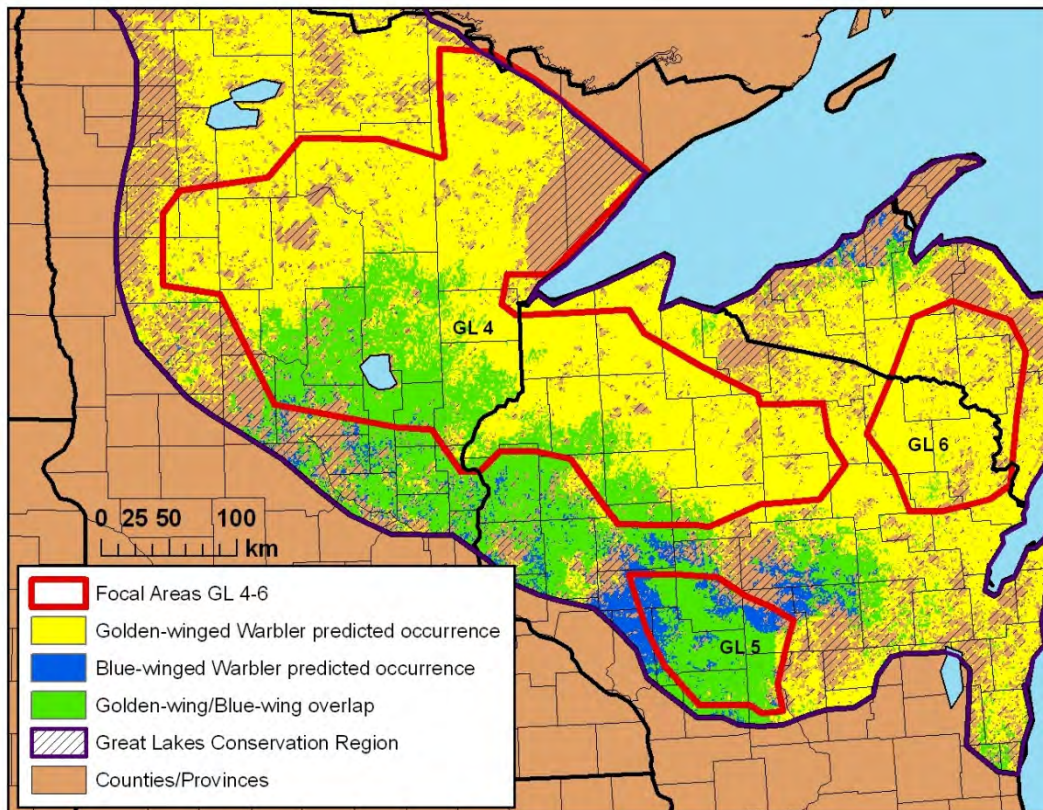 GL 4
GL 6
GL 5
0 25 50 100
km
Focal Areas GL 4-6
Golden-winged Warbler predicted occurrence
Blue-winged Warbler predicted occurrence
Golden-wing/Blue-wing overlap
Great Lakes Conservation Region
Counties/Provinces